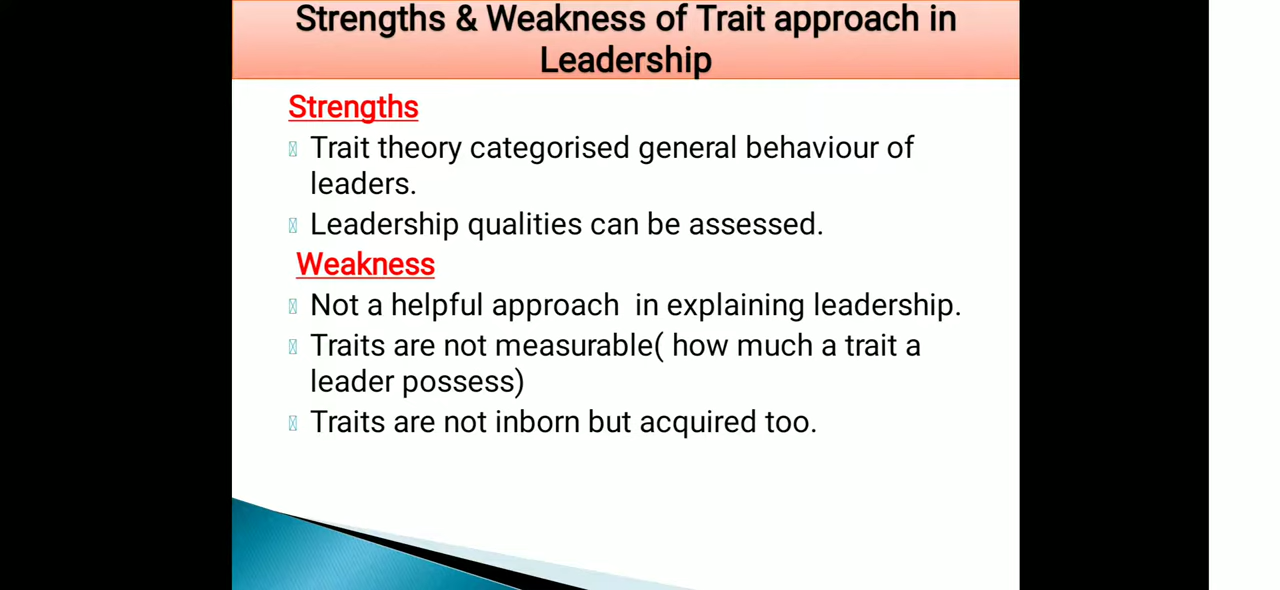 Strengths & Weakness of Trait approach in
Leadership
Strengths
Trait theory categorised general behaviour of
leaders.
Leadership qualities can be assessed.
Weakness
Not a helpful approach  in explaining leadership.
Traits are not measurable( how much a trait a
leader possess)
Traits are not inborn but acquired too.